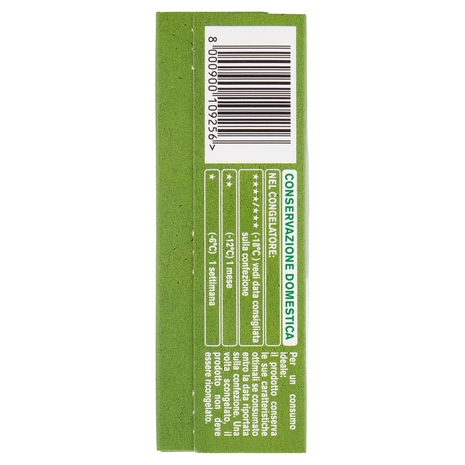 8 000900 109256 >
CONSERVAZIONE DOMESTICA
NEL CONGELATORE:
****/*** (-18°C) vedi data consigliata
sulla confezione
** (-12°C) 1 mese
* (-6°C) 1 settimana
Per un consumo
ideale:
il prodotto conserva
le sue caratteristiche
ottimali se consumato
entro la data riportata
sulla confezione. Una
volta scongelato, il
prodotto non deve
essere ricongelato.